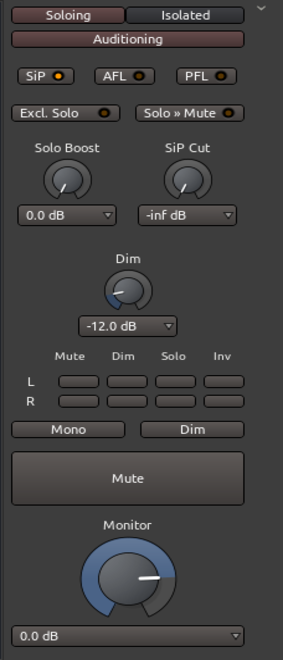 Soloing Isolated
Auditioning
SiP AFL PFL
Excl. Solo Solo » Mute
Solo Boost SiP Cut
0.0 dB -inf dB
Dim
-12.0 dB
Mute Dim Solo Inv
L
R
Mono Dim
Mute
Monitor
0.0 dB